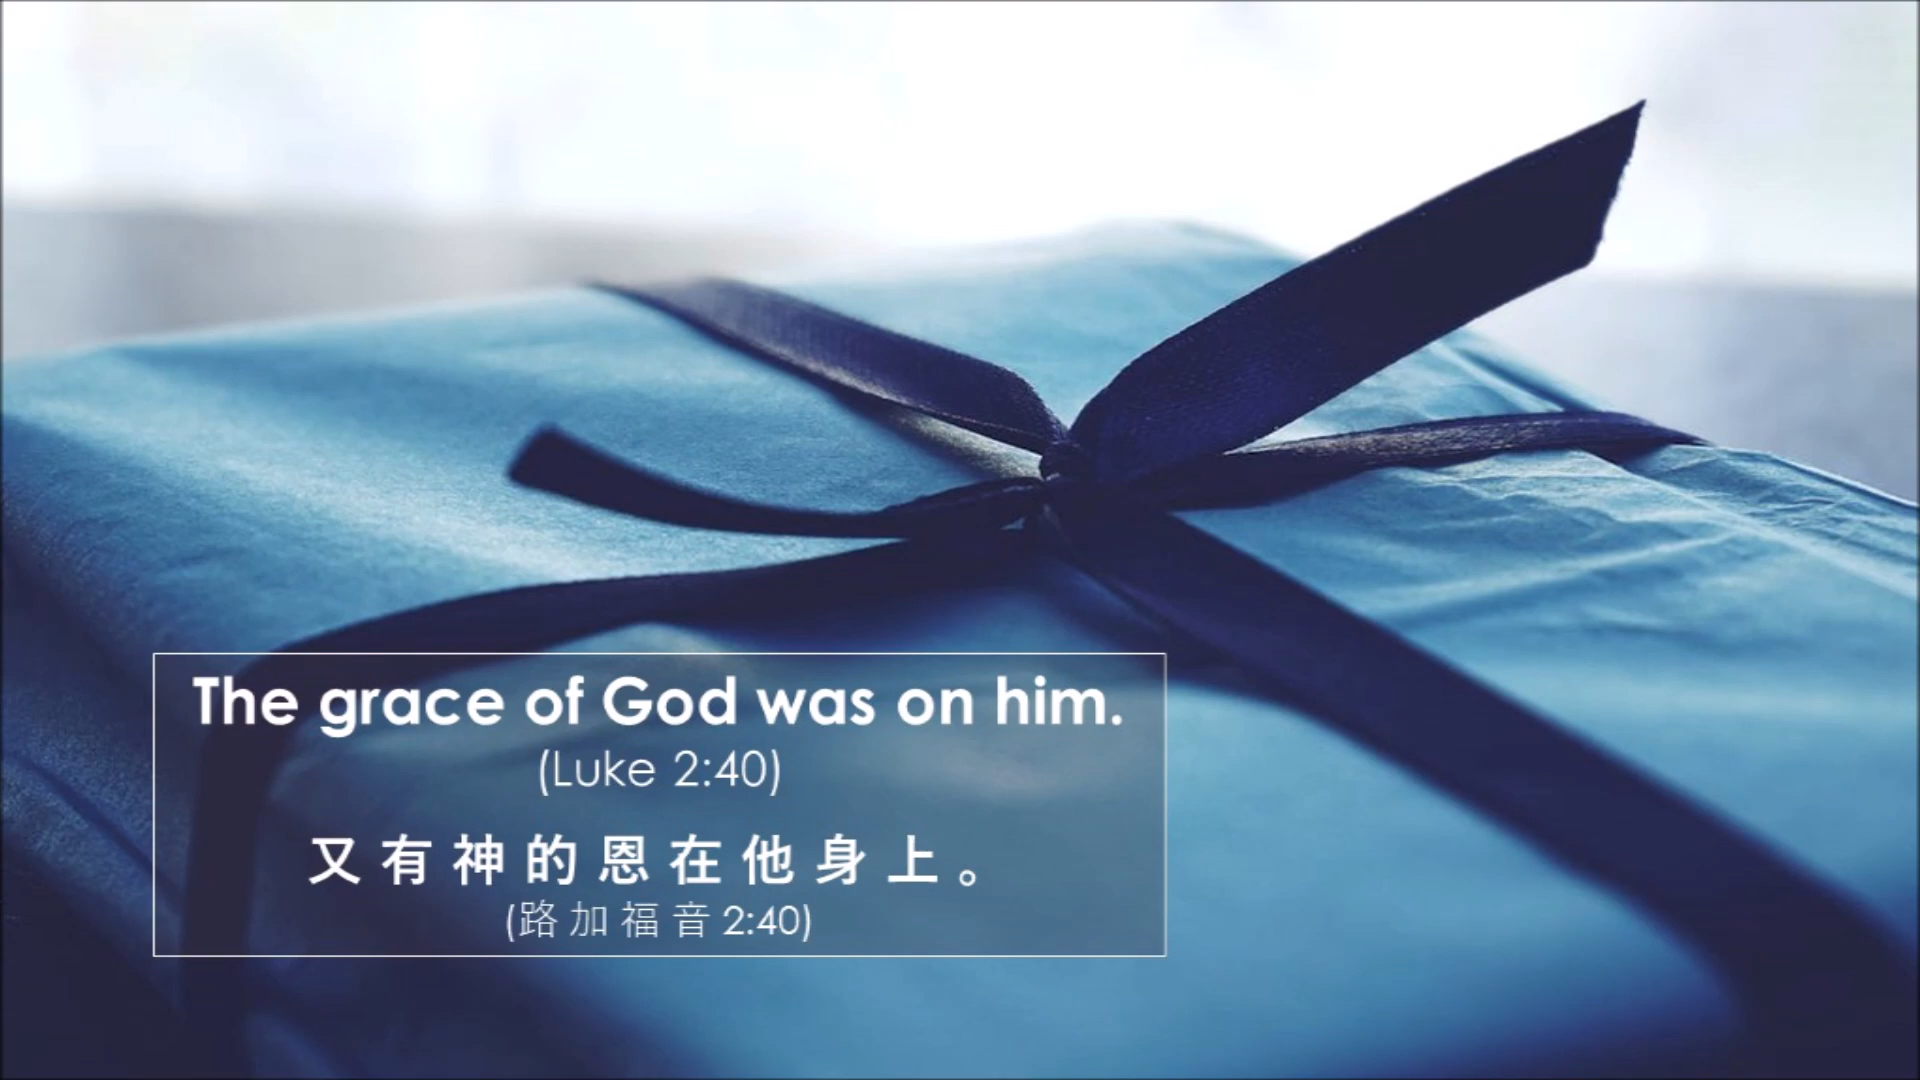 The grace of God was on him.
(Luke 2:40)
又有神的恩在他身上。
(路加福音 2:40)